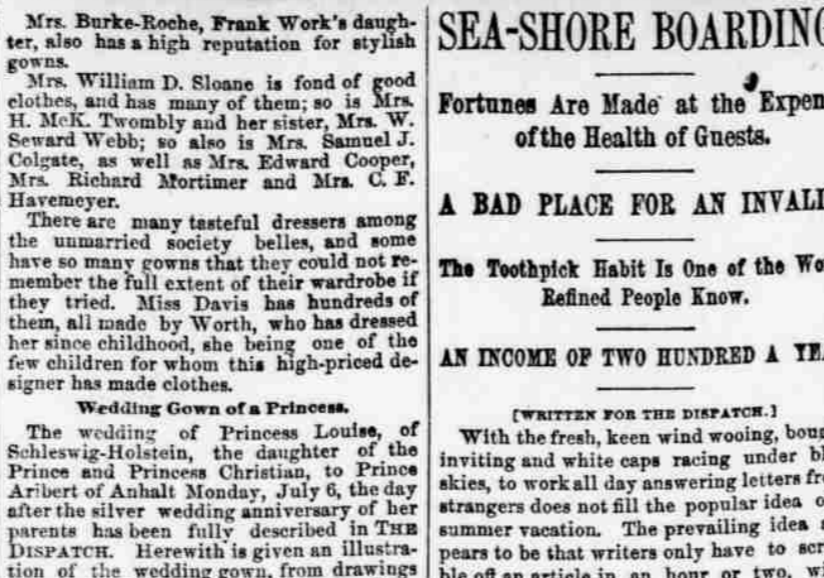 Mrs. Burke-Roche, Frank Work's daugh-
ter, also has a high reputation for stylish
gowns.
Mrs. William D. Sloane is fond of good
clothes, and has many of them; so is Mrs.
H. McK. Twombly and her sister, Mrs. W.
Seward Webb; so also is Mrs. Samuel J.
Colgate, as well as Mrs. Edward Cooper,
Mrs. Richard Mortimer and Mrs. C. F.
Havemeyer.
There are many tasteful dressers among
the unmarried society belles, and some
have so many gowns that they could not re-
member the full extent of their wardrobe if
they tried. Miss Davis has hundreds of
them, all made by Worth, who has dressed
her since childhood, she being one of the
few children for whom this high-priced de-
signer has made clothes.
Wedding Gown of a Princess.
The wedding of Princess Louise, of
Schleswig-Holstein, the daughter of the
Prince and Princess Christian, to Prince
Aribert of Anhalt Monday, July 6, the day
after the silver wedding anniversary of her
parents has been fully described in THE
DISPATCH. Herewith is given an illustra-
tion of the wedding gown, from drawings
SEA-SHORE BOARDING
Fortunes Are Made at the Expen
of the Health of Guests.
A BAD PLACE FOR AN INVALI
The Toothpick Habit Is One of the Wo
Refined People Know.
AN INCOME OF TWO HUNDRED A YE
[WRITTEN FOR THE DISPATCH.]
With the fresh, keen wind wooing, boug
inviting and white caps racing under bl
skies, to work all day answering letters fr
strangers does not fill the popular idea o
summer vacation. The prevailing idea a
pears to be that writers only have to scr
ble off an article in an hour or two, wi